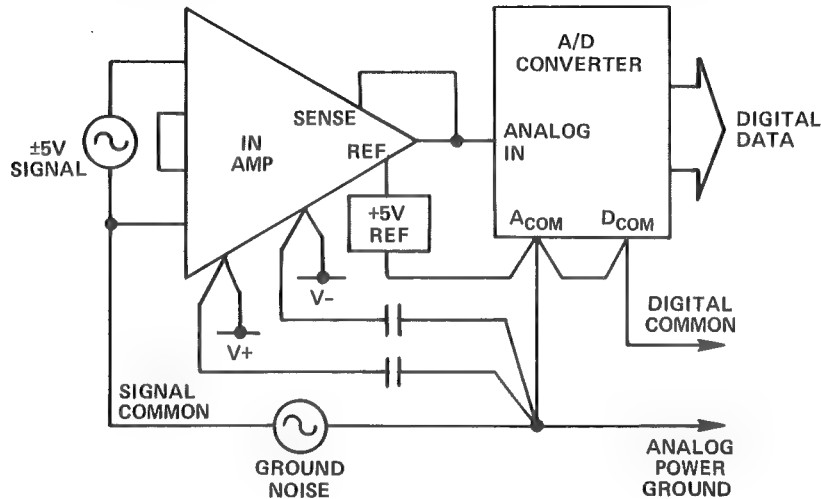 A/D
CONVERTER
SENSE
±5V
SIGNAL
IN
AMP
REF
ANALOG
IN
DIGITAL
DATA
+5V
REF
ACOM
DCOM
V–
V+
DIGITAL
COMMON
SIGNAL
COMMON
GROUND
NOISE
ANALOG
POWER
GROUND